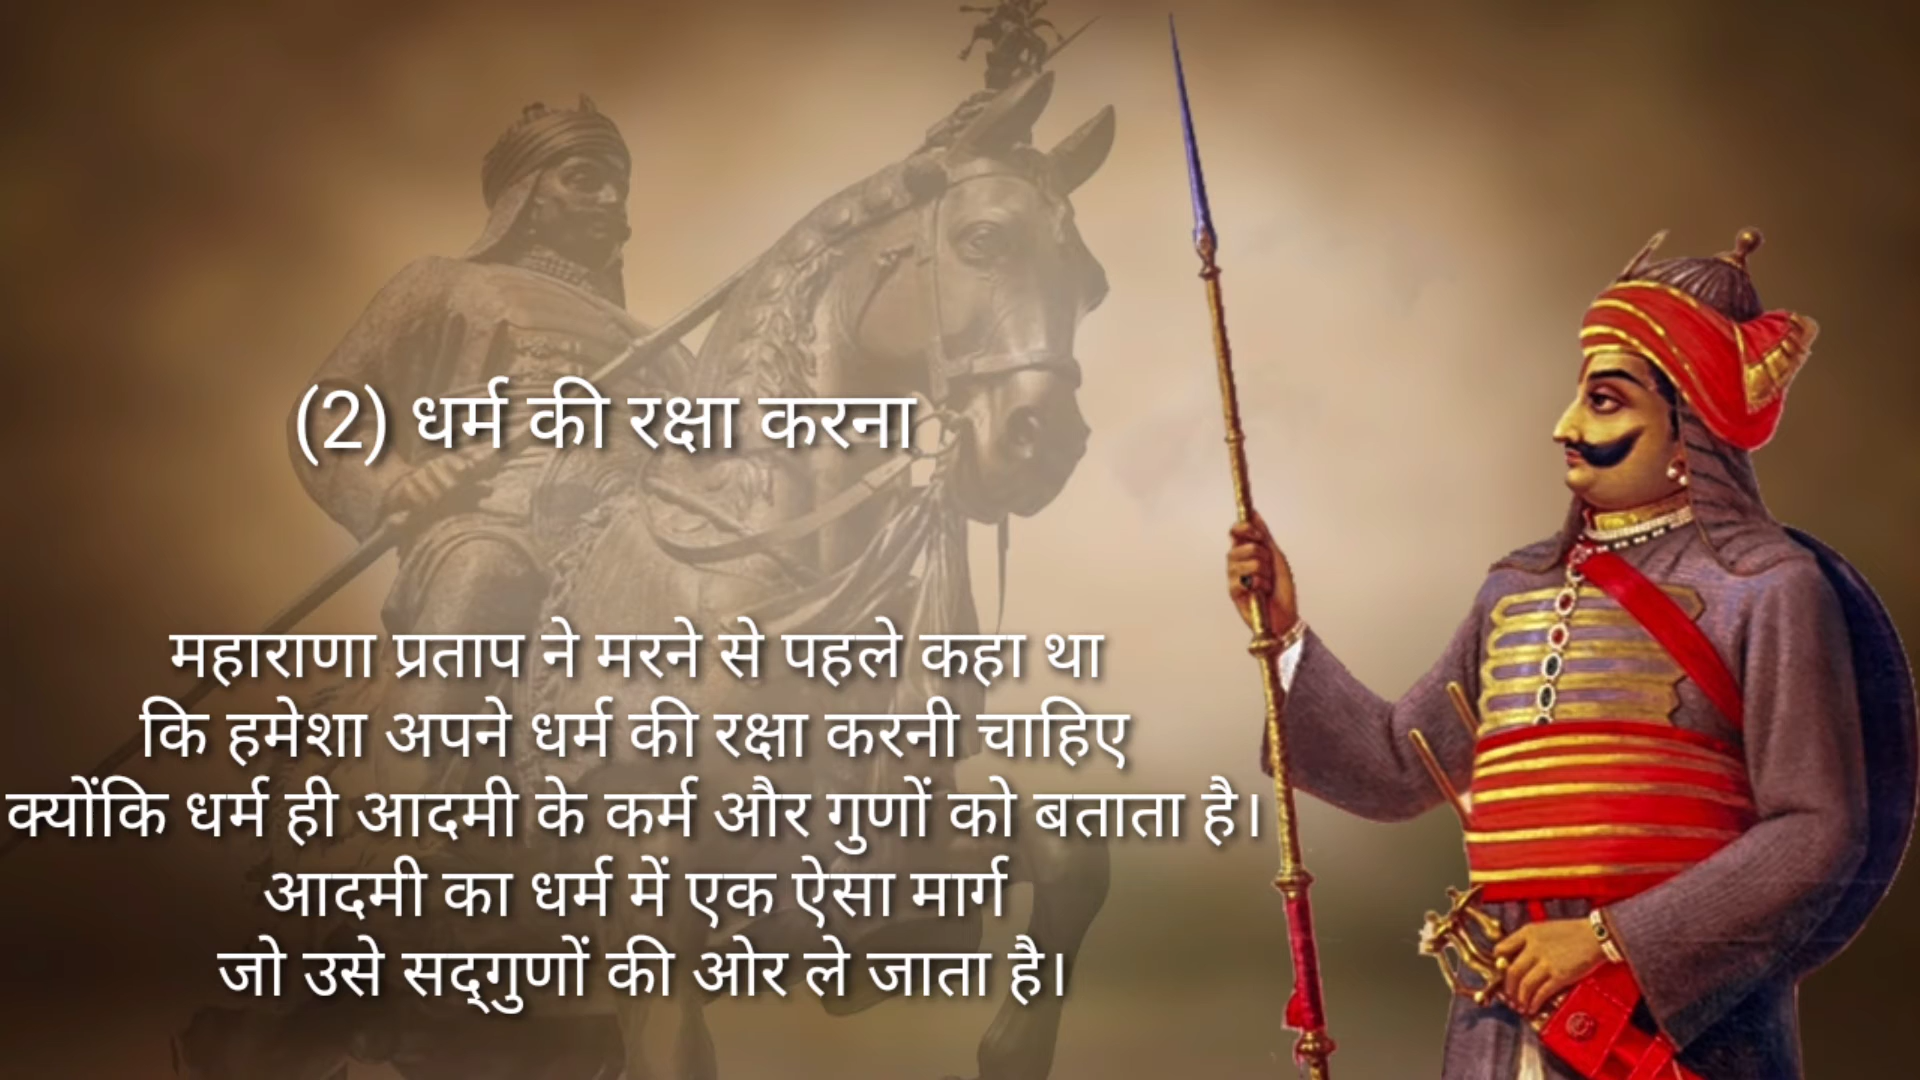 (2) धर्म की रक्षा करना
महाराणा प्रताप ने मरने से पहले कहा था
कि हमेशा अपने धर्म की रक्षा करनी चाहिए
क्योंकि धर्म ही आदमी के कर्म और गुणों को बताता है।
आदमी का धर्म में एक ऐसा मार्ग
जो उसे सद्‌गुणों की ओर ले जाता है।